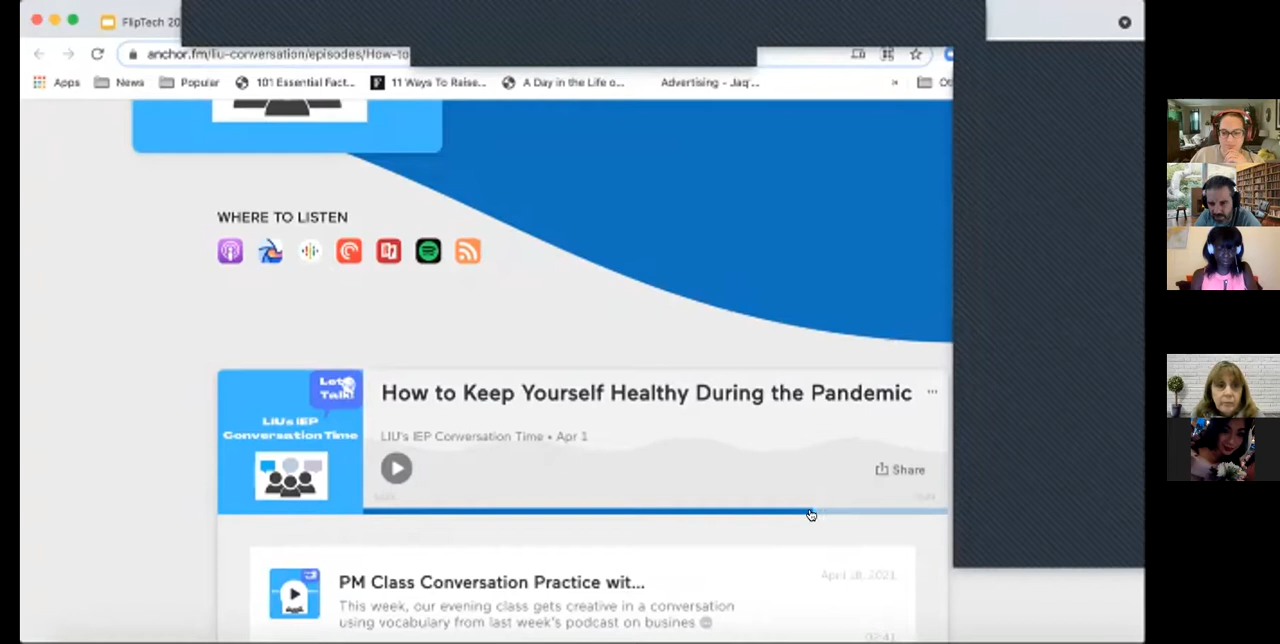 FlipTech 20
anchor.fm/liu-conversation/episodes/How-to
Apps News Popular 101 Essential Fact... 11 Ways To Raise... A Day in the Life o... Advertising - Jaq'... » Ot
WHERE TO LISTEN
Let's
Talk!
LIU's IEP
Conversation Time
How to Keep Yourself Healthy During the Pandemic ...
LIU's IEP Conversation Time • Apr 1
Share
PM Class Conversation Practice wit...
April 28, 2021
This week, our evening class gets creative in a conversation
using vocabulary from last week's podcast on busines
02:41